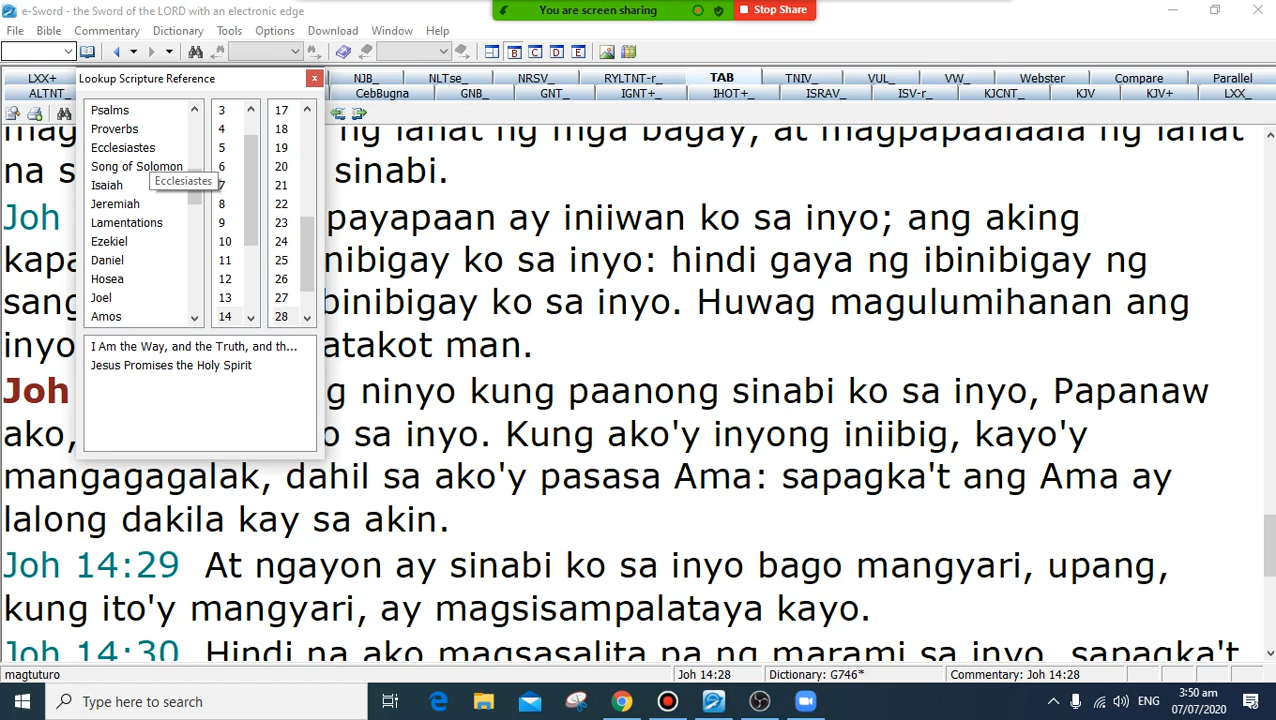 e-Sword - the Sword of the LORD with an electronic edge
You are screen sharing
Stop Share
File Bible Commentary Dictionary Tools Options Download Window Help
B C D E
LXX+ NJB_ NLTse_ NRSV_ RYLTNT-r_ TAB TNIV_ VUL_ VW_ Webster Compare Parallel
ALTNT_ CebBugna GNB_ GNT_ IGNT+_ IHOT+_ ISRAV_ ISV-r_ KJCNT_ KJV KJV+ LXX_
Lookup Scripture Reference
Psalms 3 17
Proverbs 4 18
Ecclesiastes 5 19
Song of Solomon 6 20
Ecclesiastes
Isaiah 7 21
Jeremiah 8 22
Lamentations 9 23
Ezekiel 10 24
Daniel 11 25
Hosea 12 26
Joel 13 27
Amos 14 28
I Am the Way, and the Truth, and th...
Jesus Promises the Holy Spirit
ng lahat ng mga bagay, at magpapaalaala ng lahat
na s sinabi.
Joh payapaan ay iniiwan ko sa inyo; ang aking
kapa nibigay ko sa inyo: hindi gaya ng ibinibigay ng
sang binibigay ko sa inyo. Huwag magulumihanan ang
inyo atakot man.
Joh g ninyo kung paanong sinabi ko sa inyo, Papanaw
ako, o sa inyo. Kung ako'y inyong iniibig, kayo'y
mangagagalak, dahil sa ako'y pasasa Ama: sapagka't ang Ama ay
lalong dakila kay sa akin.
Joh 14:29 At ngayon ay sinabi ko sa inyo bago mangyari, upang,
kung ito'y mangyari, ay magsisampalataya kayo.
Joh 14:30 Hindi na ako magsasalita pa ng marami sa inyo, sapagka't
magtuturo Joh 14:28 Dictionary: G746* Commentary: Joh 14:28
Type here to search
ENG
3:50 am
07/07/2020